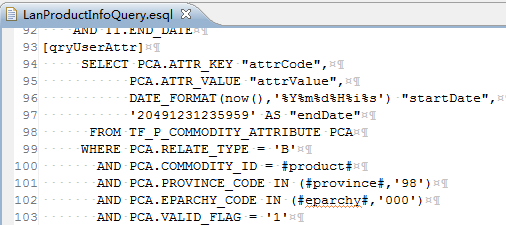 LanProductInfoQuery.esql
92 AND TI.END_DATE
93 [qryUserAttr]¤¶
94 SELECT PCA.ATTR_KEY "attrCode",¤¶
95 PCA.ATTR_VALUE "attrValue",¤¶
96 DATE_FORMAT(now(),'%Y%m%d%H%i%s') "startDate",¤¶
97 '20491231235959' AS "endDate"¤¶
98 FROM TF_P_COMMODITY_ATTRIBUTE PCA¤¶
99 WHERE PCA.RELATE_TYPE = 'B'¤¶
100 AND PCA.COMMODITY_ID = #product#¤¶
101 AND PCA.PROVINCE_CODE IN (#province#,'98')¤¶
102 AND PCA.EPARCHY_CODE IN (#eparchy#,'000')¤¶
103 AND PCA.VALID_FLAG = '1'¤¶